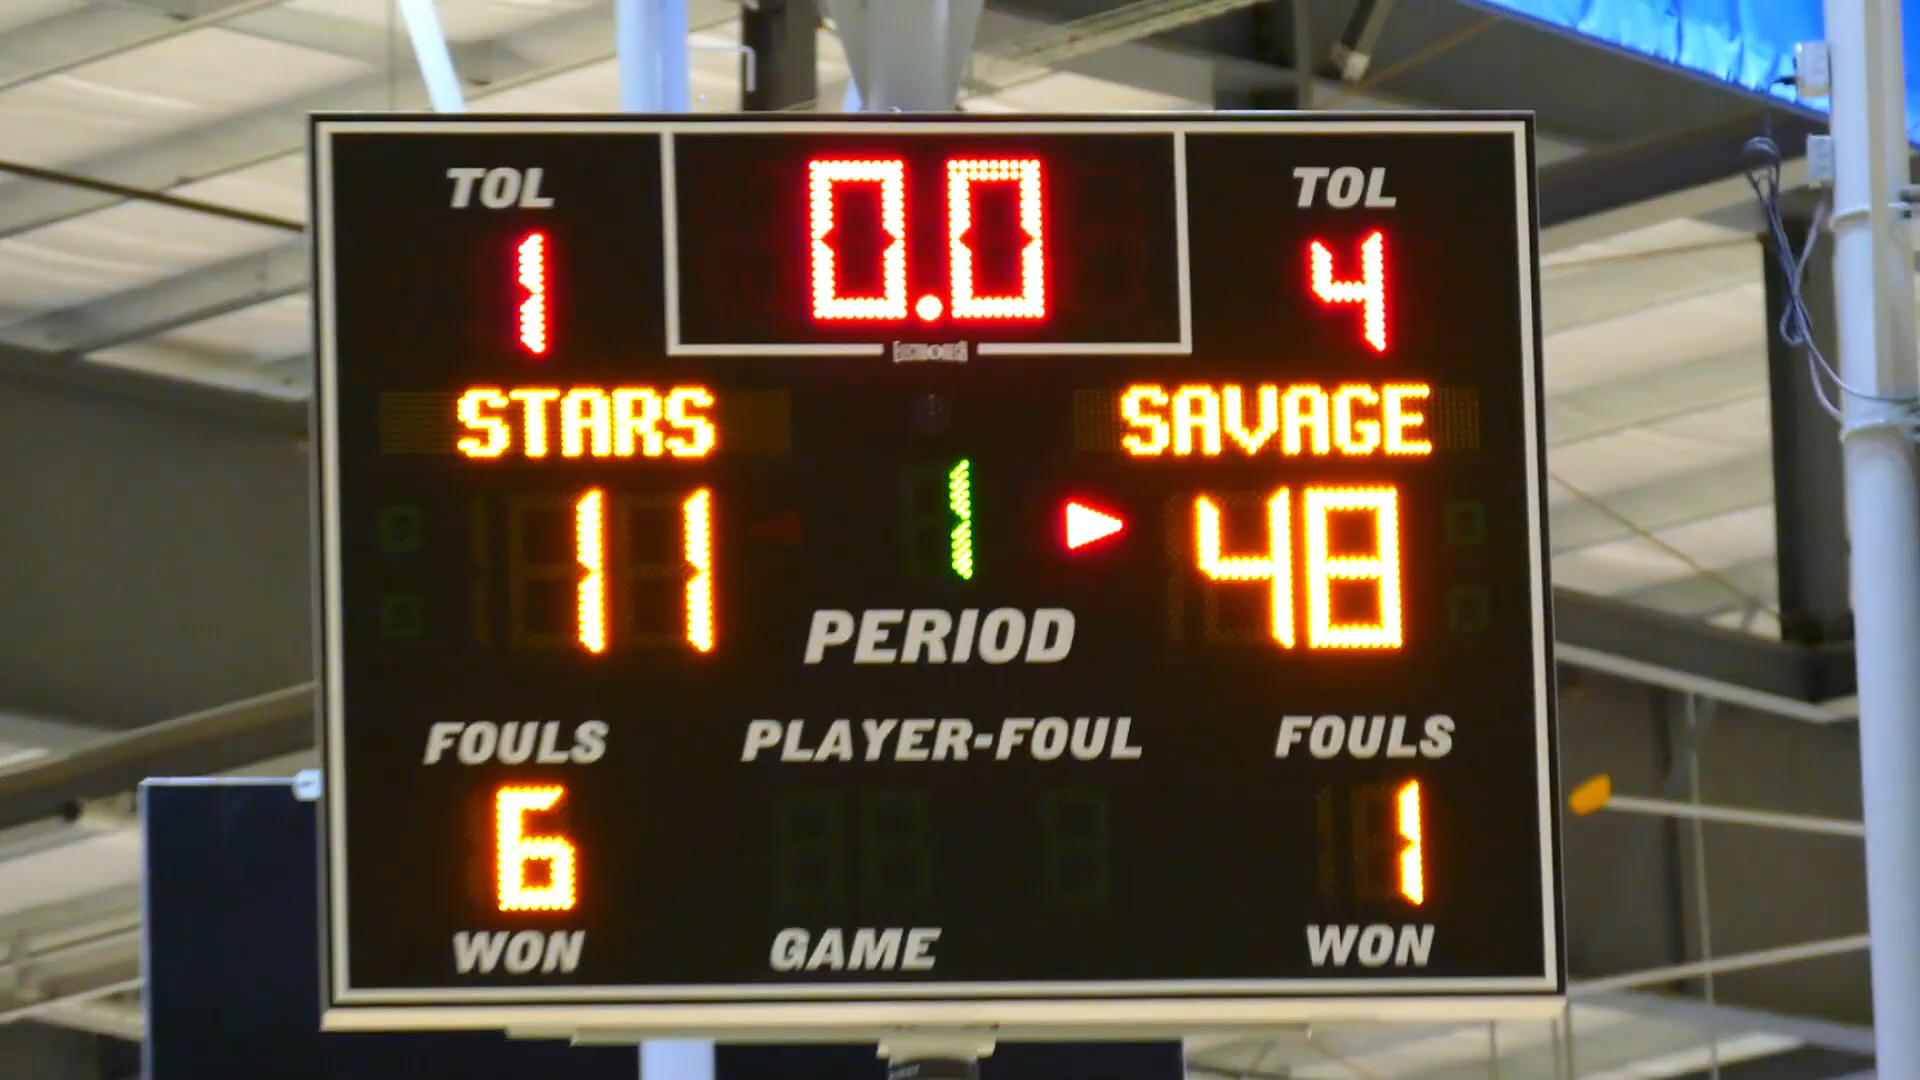 TOL 0.0 TOL
1 4
STARS SAVAGE
11 1 48
PERIOD
FOULS PLAYER-FOUL FOULS
6 1
WON GAME WON